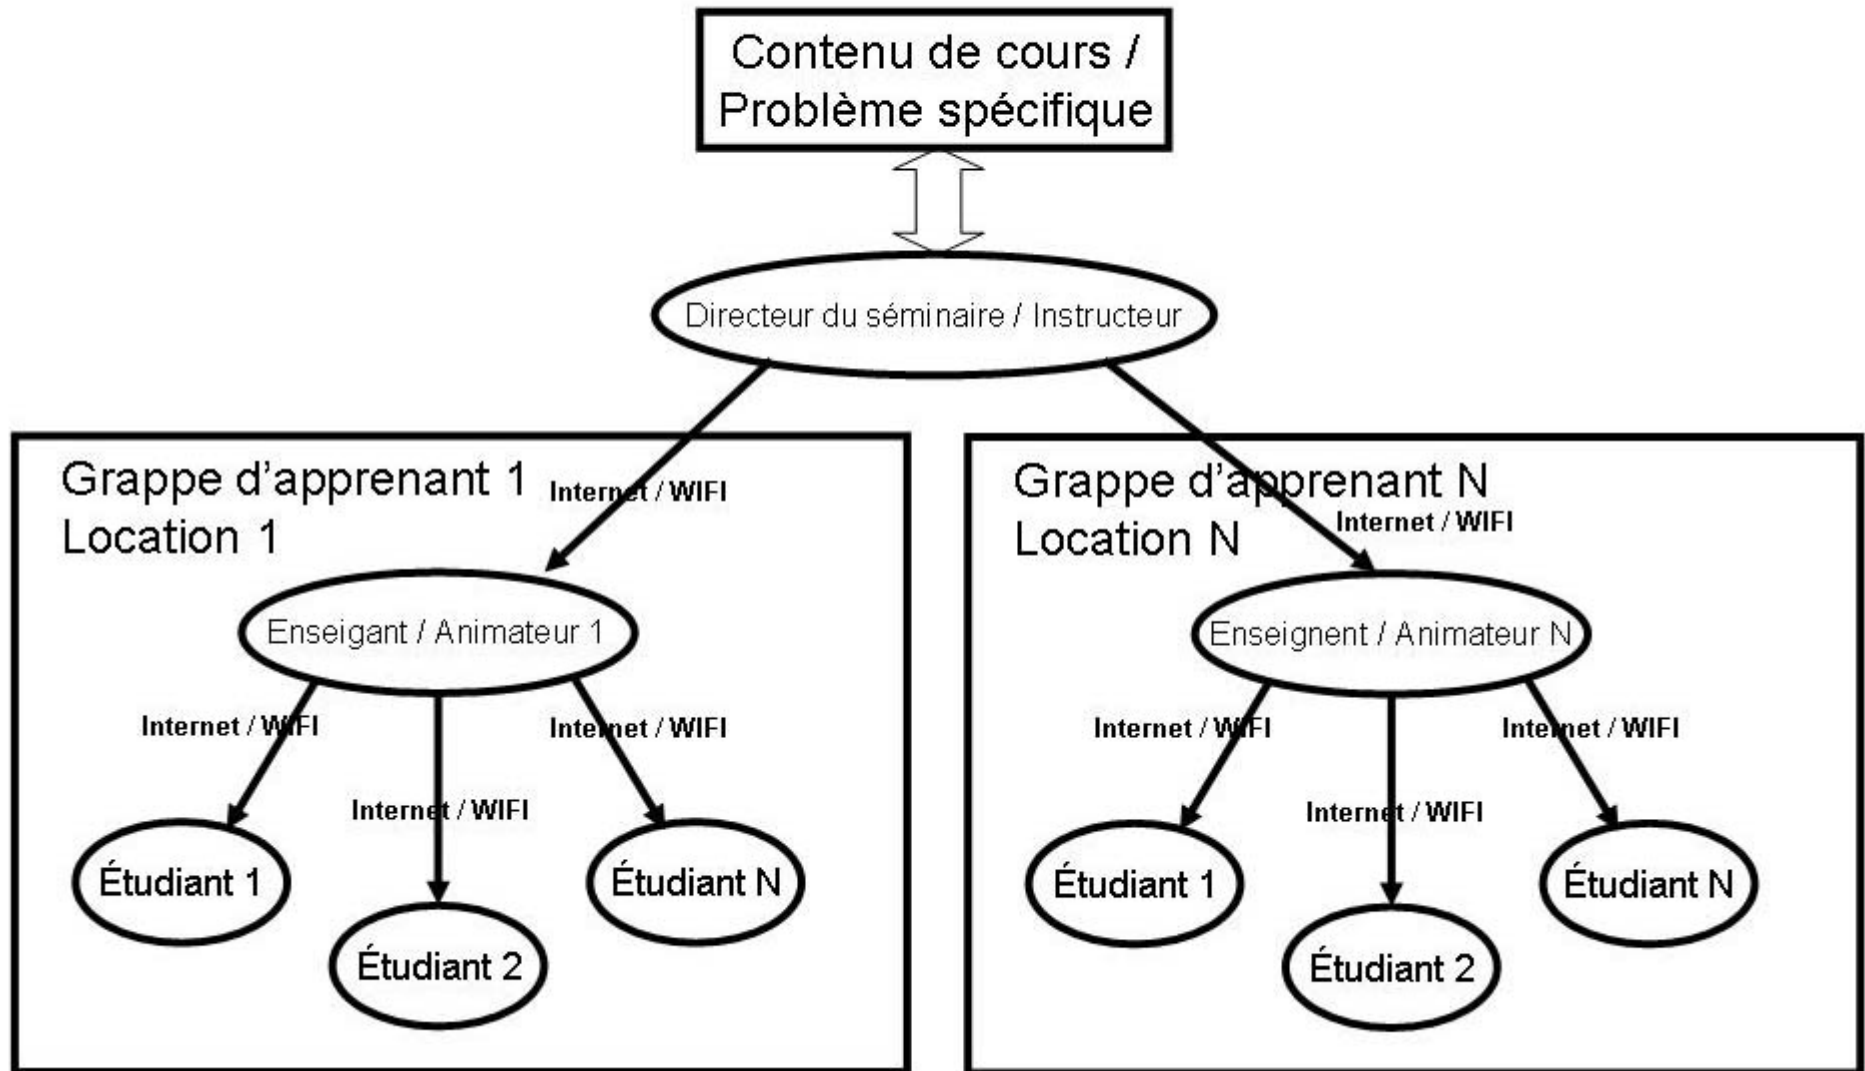 Contenu de cours /
Problème spécifique
Directeur du séminaire / Instructeur
Grappe d'apprenant 1
Location 1
Internet / WIFI
Enseigant / Animateur 1
Internet / WIFI
Internet / WIFI
Internet / WIFI
Étudiant 1
Étudiant N
Étudiant 2
Grappe d'apprenant N
Location N
Internet / WIFI
Enseignent / Animateur N
Internet / WIFI
Internet / WIFI
Internet / WIFI
Étudiant 1
Étudiant N
Étudiant 2